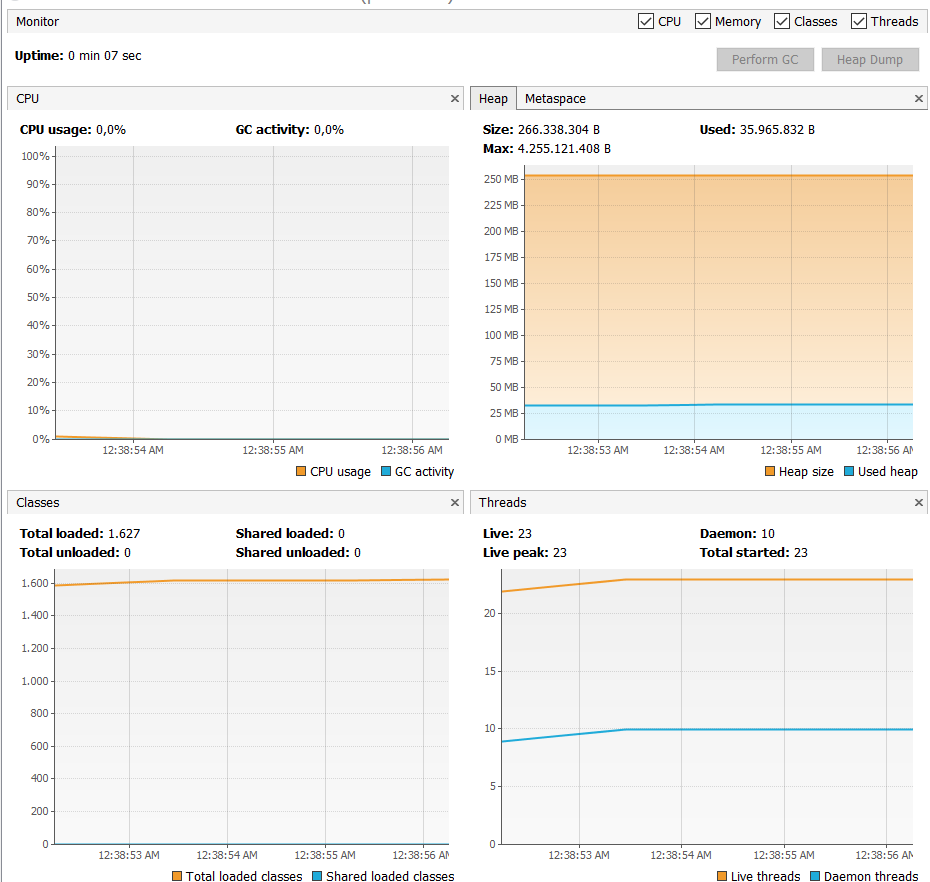 Monitor
CPU Memory Classes Threads
Uptime: 0 min 07 sec
Perform GC Heap Dump
CPU
CPU usage: 0,0% GC activity: 0,0%
100%
90%
80%
70%
60%
50%
40%
30%
20%
10%
0%
12:38:54 AM 12:38:55 AM 12:38:56 AM
CPU usage GC activity
Heap Metaspace
Size: 266.338.304 B Used: 35.965.832 B
Max: 4.255.121.408 B
250 MB
225 MB
200 MB
175 MB
150 MB
125 MB
100 MB
75 MB
50 MB
25 MB
0 MB
12:38:53 AM 12:38:54 AM 12:38:55 AM 12:38:56
Heap size Used heap
Classes
Total loaded: 1.627 Shared loaded: 0
Total unloaded: 0 Shared unloaded: 0
1.600
1.400
1.200
1.000
800
600
400
200
0
12:38:53 AM 12:38:54 AM 12:38:55 AM 12:38:56
Total loaded classes Shared loaded classes
Threads
Live: 23 Daemon: 10
Live peak: 23 Total started: 23
20
15
10
5
0
12:38:53 AM 12:38:54 AM 12:38:55 AM 12:38:56
Live threads Daemon threads